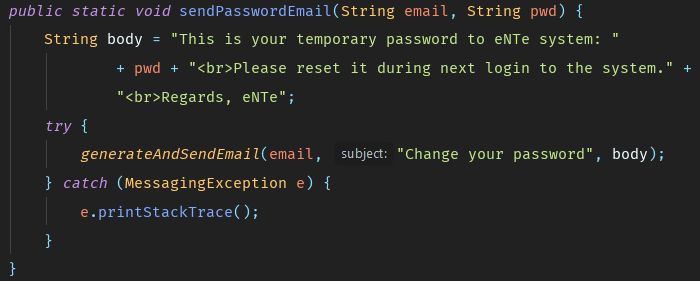 public static void sendPasswordEmail(String email, String pwd) {
String body = "This is your temporary password to eNTe system: "
+ pwd + "<br>Please reset it during next login to the system." +
"<br>Regards, eNTe";
try {
generateAndSendEmail(email, subject: "Change your password", body);
} catch (MessagingException e) {
e.printStackTrace();
}
}